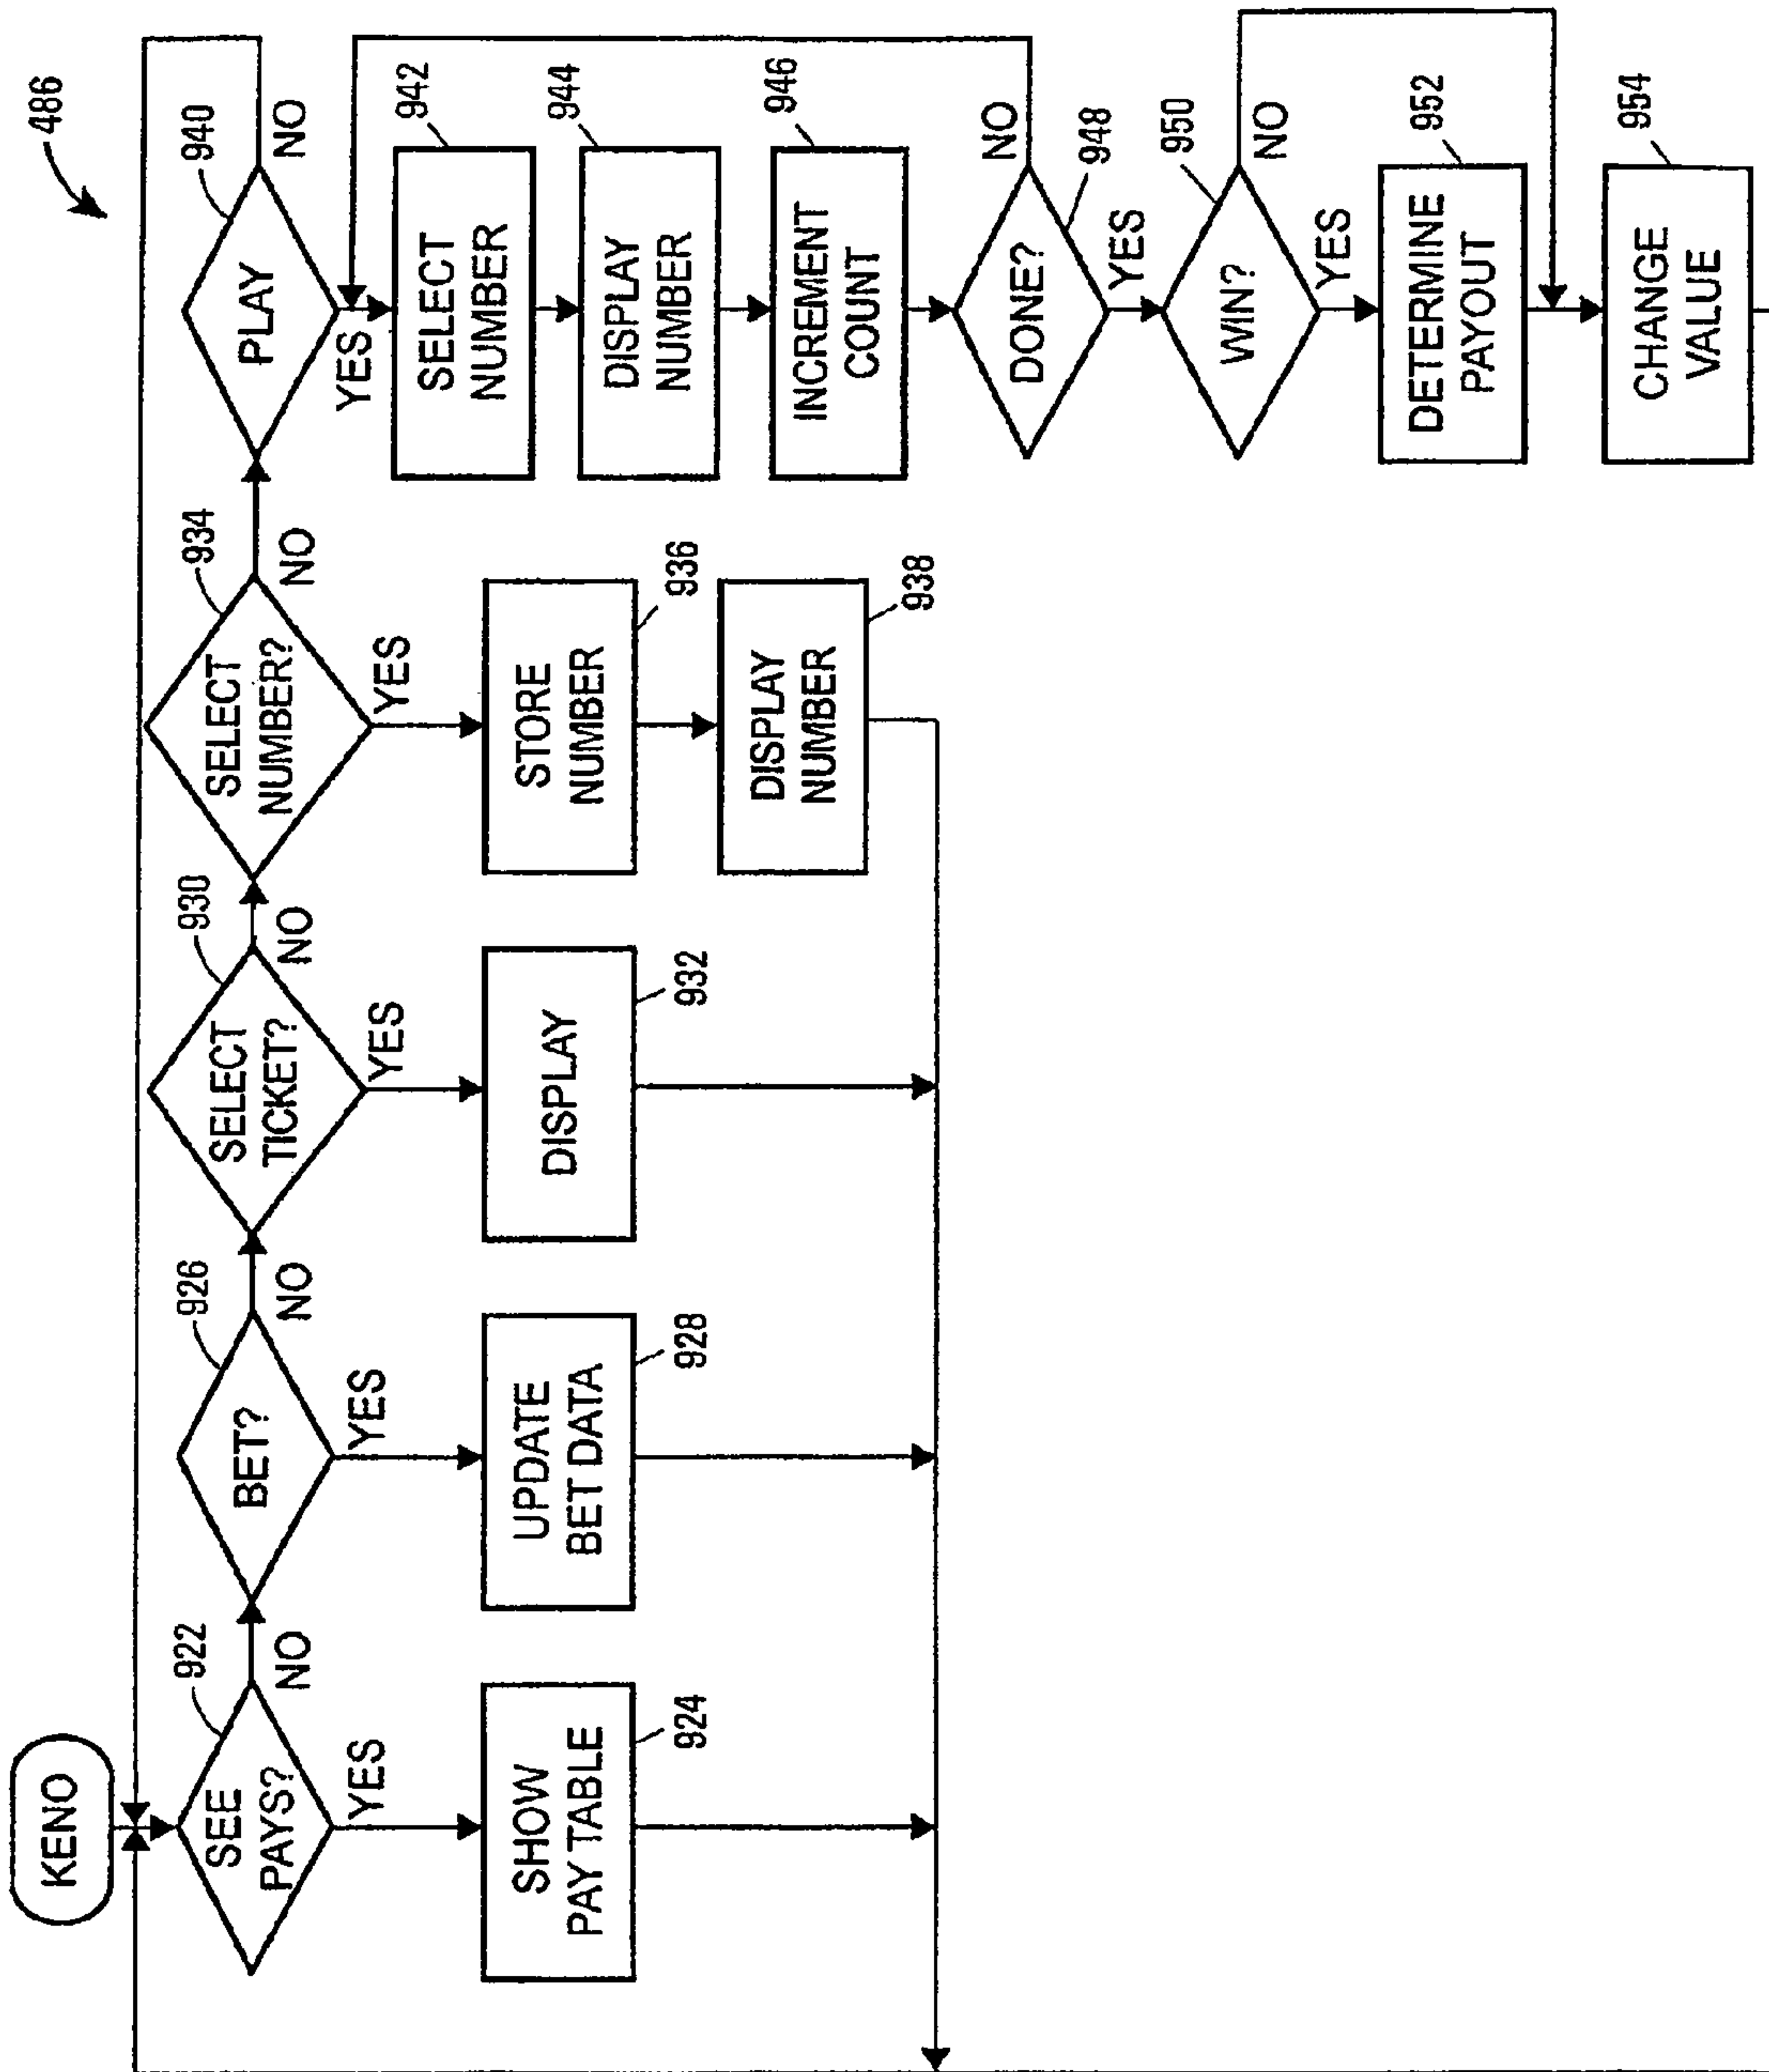 486
KENO
922
SEE
PAYS?
NO
YES
SHOW
PAY TABLE
924
926
BET?
NO
YES
UPDATE
BET DATA
928
930
SELECT
TICKET?
NO
YES
DISPLAY
932
934
SELECT
NUMBER?
NO
YES
STORE
NUMBER
936
DISPLAY
NUMBER
938
940
PLAY
NO
YES
SELECT
NUMBER
942
DISPLAY
NUMBER
944
INCREMENT
COUNT
946
DONE?
NO
948
YES
950
WIN?
NO
YES
DETERMINE
PAYOUT
952
CHANGE
VALUE
954